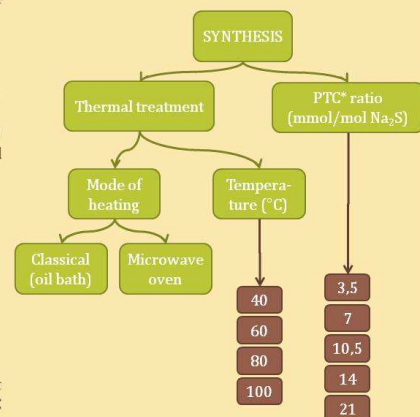 SYNTHESIS
Thermal treatment
PTC* ratio
(mmol/mol Na₂S)
Mode of
heating
Tempera-
ture (°C)
Classical
(oil bath)
Microwave
oven
40
60
80
100
3,5
7
10,5
14
21